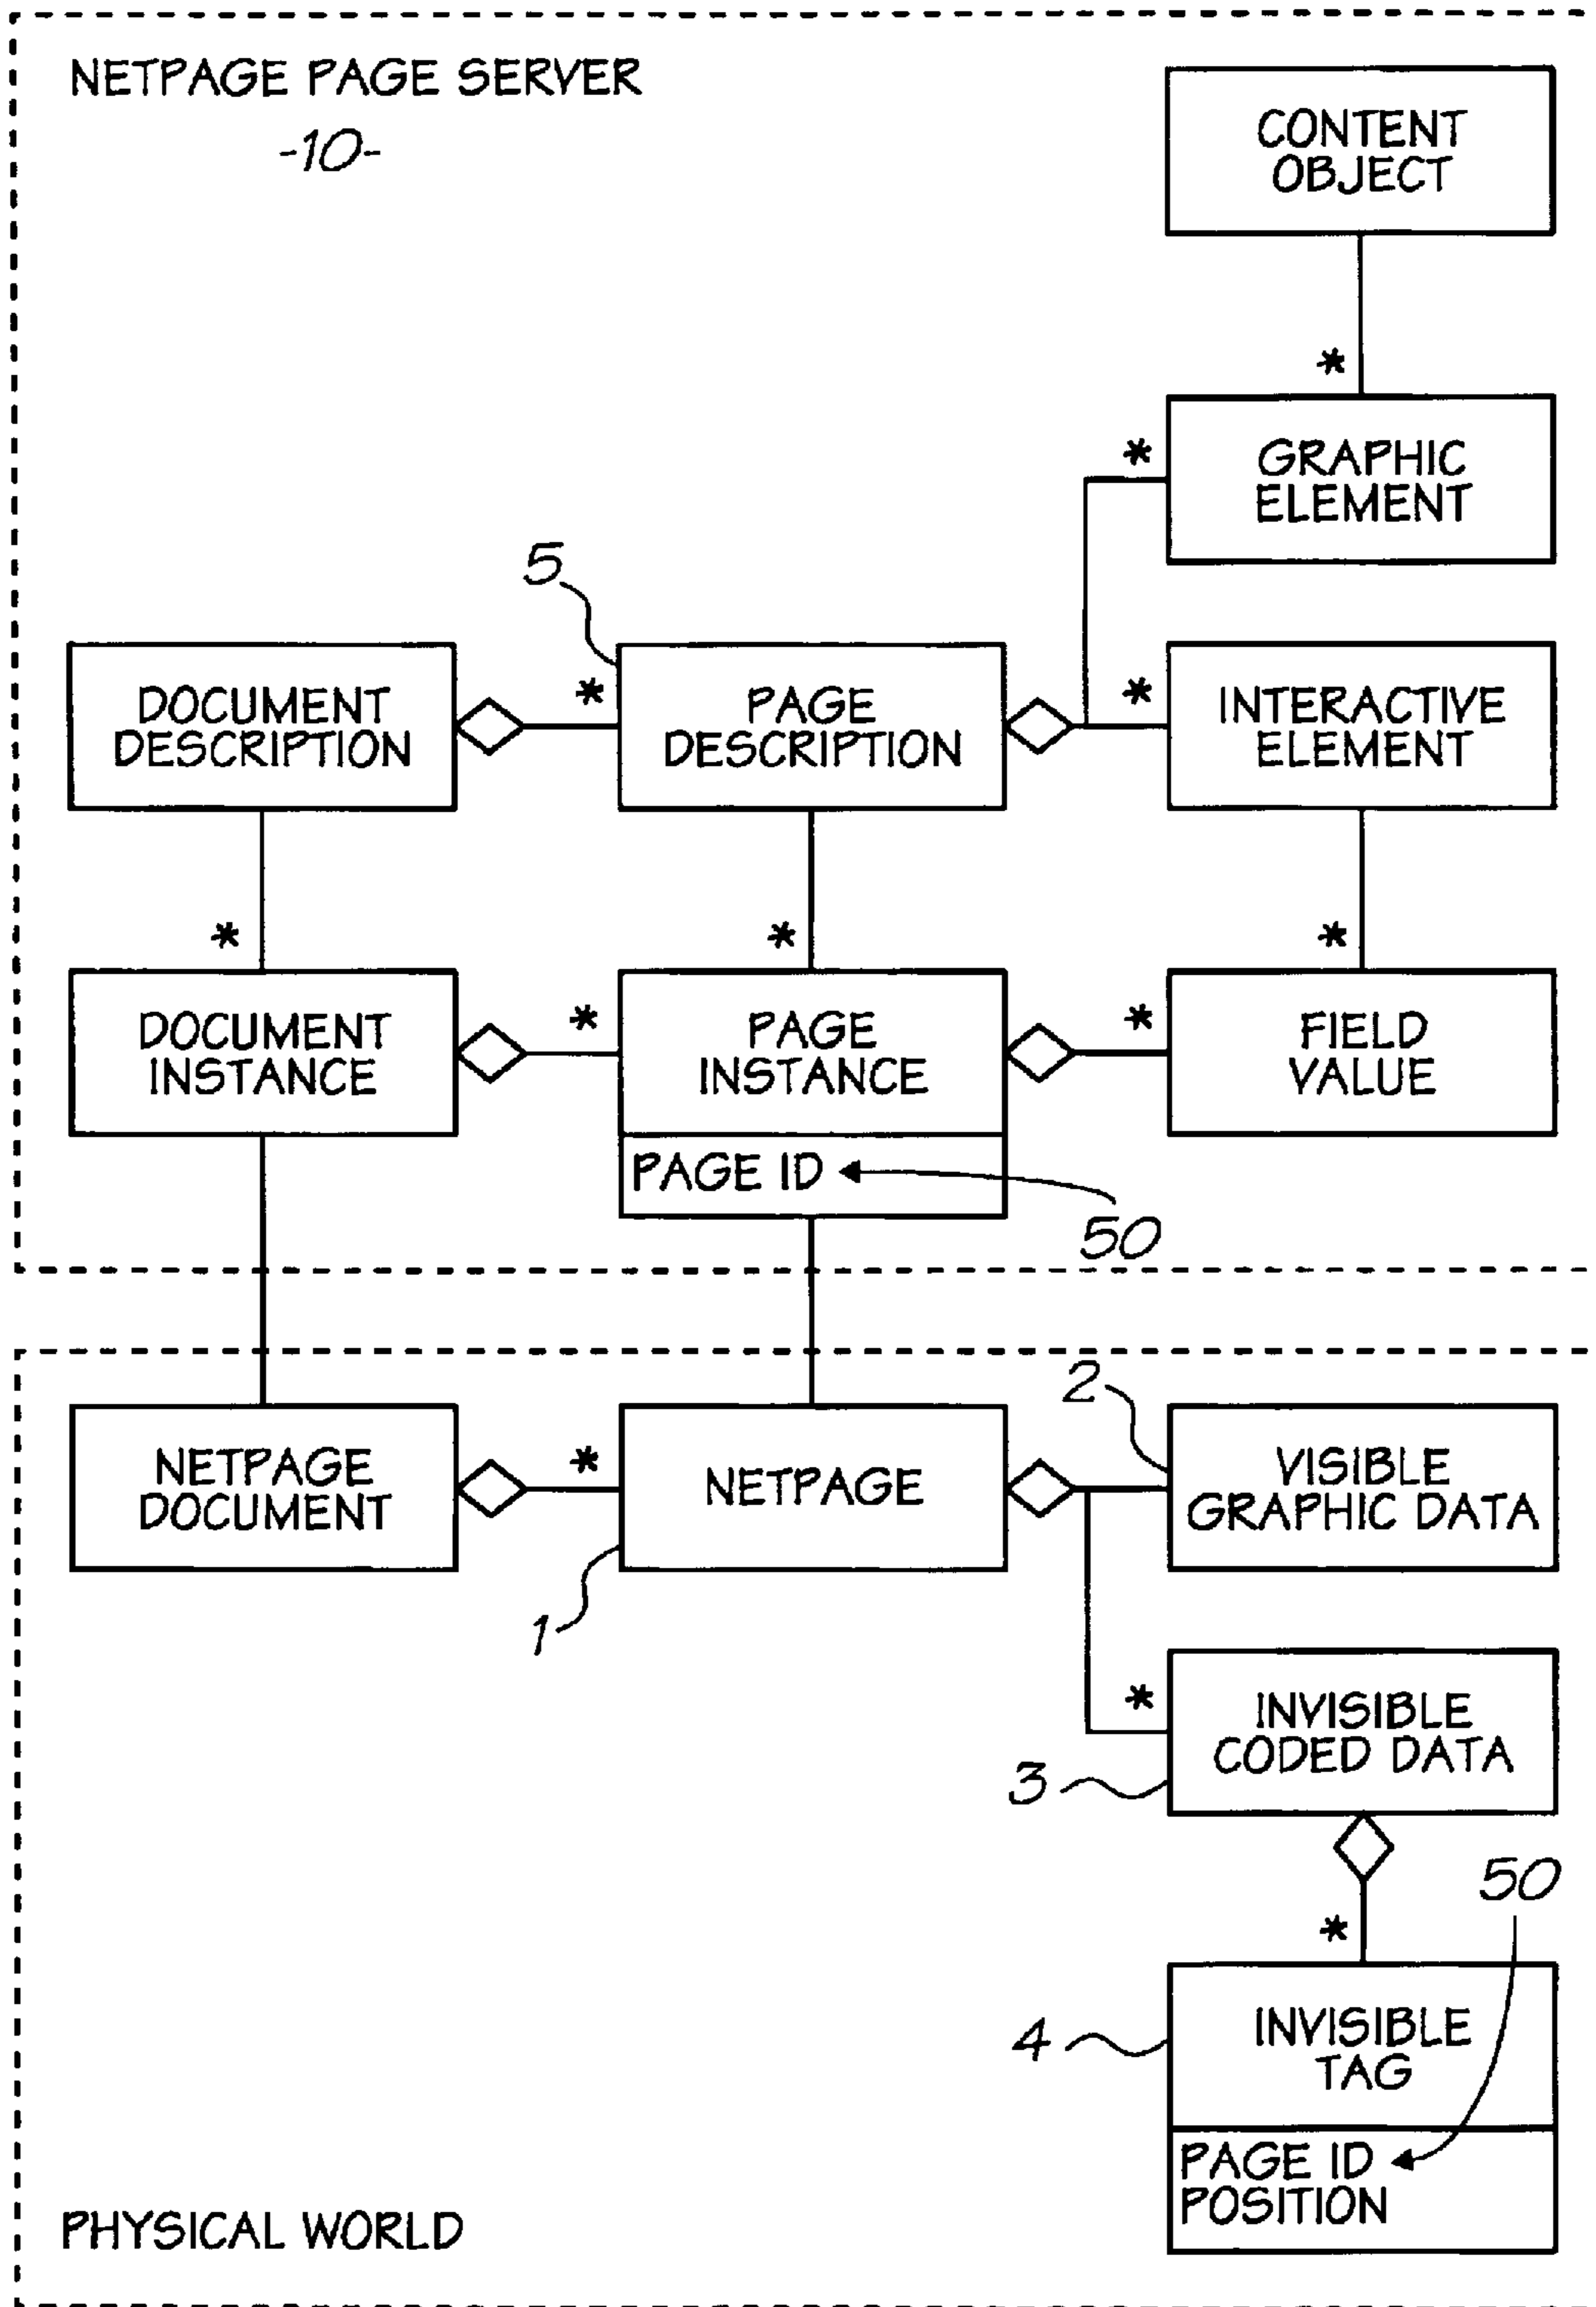 NETPAGE PAGE SERVER
-10-
CONTENT
OBJECT
*
*
GRAPHIC
ELEMENT
5
DOCUMENT
DESCRIPTION
*
PAGE
DESCRIPTION
*
INTERACTIVE
ELEMENT
*
*
*
DOCUMENT
INSTANCE
*
PAGE
INSTANCE
*
FIELD
VALUE
PAGE ID
50
NETPAGE
DOCUMENT
*
NETPAGE
1
2
VISIBLE
GRAPHIC DATA
*
INVISIBLE
CODED DATA
3
50
*
4
INVISIBLE
TAG
PAGE ID
POSITION
PHYSICAL WORLD